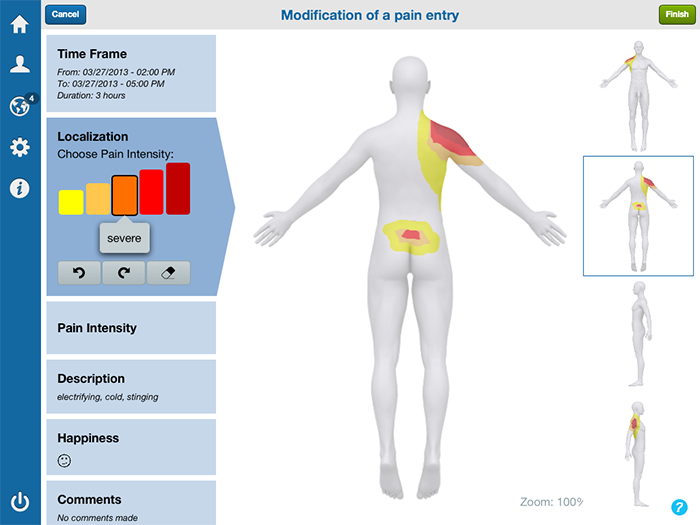 Cancel
Modification of a pain entry
Finish
4
Time Frame
From: 03/27/2013 - 02:00 PM
To: 03/27/2013 - 05:00 PM
Duration: 3 hours
Localization
Choose Pain Intensity:
severe
Pain Intensity
Description
electrifying, cold, stinging
Happiness
Comments
No comments made
Zoom: 100%
?